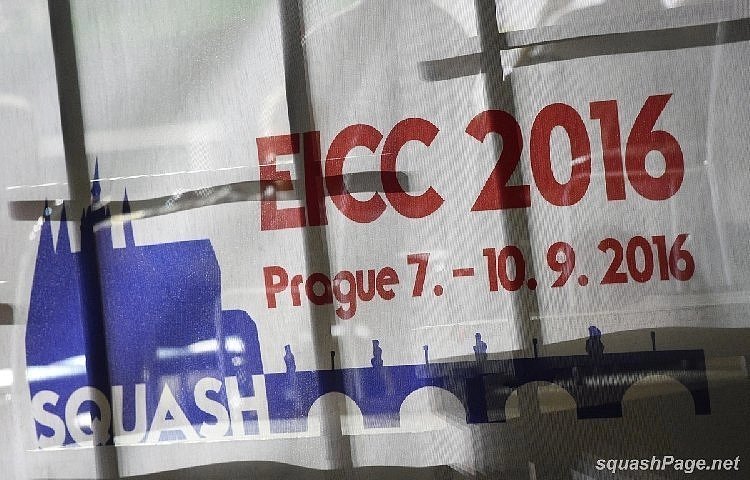 EICC 2016
Prague 7. – 10. 9. 2016
SQUASH
squashPage.net